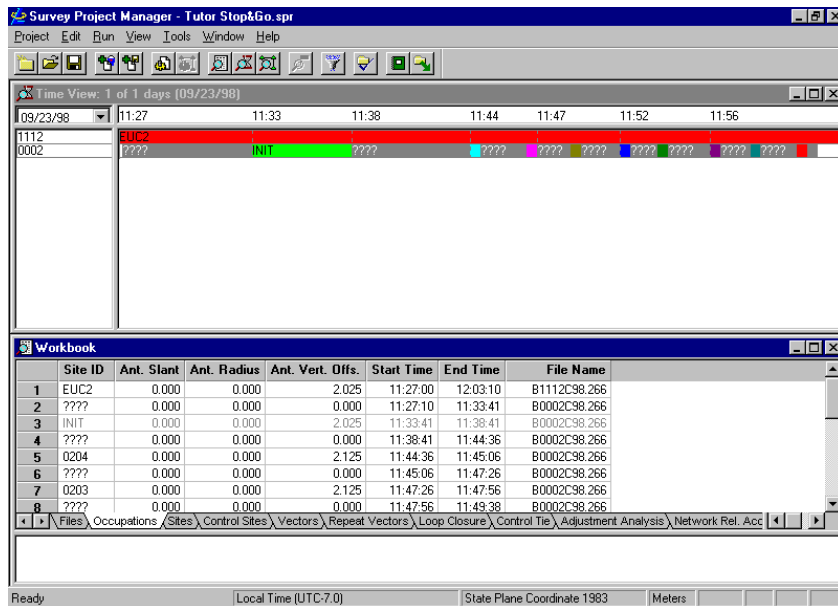 Survey Project Manager - Tutor Stop&Go.spr
Project Edit Run View Tools Window Help
Time View: 1 of 1 days (09/23/98)
09/23/98 11:27 11:33 11:38 11:44 11:47 11:52 11:56
1112 EUC2
0002 ???? INIT ???? ???? ???? ???? ???? ???? ???? ????
Workbook
Site ID Ant. Slant Ant. Radius Ant. Vert. Offs. Start Time End Time File Name
1 EUC2 0.000 0.000 2.025 11:27:00 12:03:10 B1112C98.266
2 ???? 0.000 0.000 0.000 11:27:10 11:33:41 B0002C98.266
3 INIT 0.000 0.000 2.025 11:33:41 11:38:41 B0002C98.266
4 ???? 0.000 0.000 0.000 11:38:41 11:44:36 B0002C98.266
5 0204 0.000 0.000 2.125 11:44:36 11:45:06 B0002C98.266
6 ???? 0.000 0.000 0.000 11:45:06 11:47:26 B0002C98.266
7 0203 0.000 0.000 2.125 11:47:26 11:47:56 B0002C98.266
8 ???? 0.000 0.000 0.000 11:47:56 11:49:38 B0002C98.266
Files Occupations Sites Control Sites Vectors Repeat Vectors Loop Closure Control Tie Adjustment Analysis Network Rel. Acc
Ready Local Time (UTC-7.0) State Plane Coordinate 1983 Meters